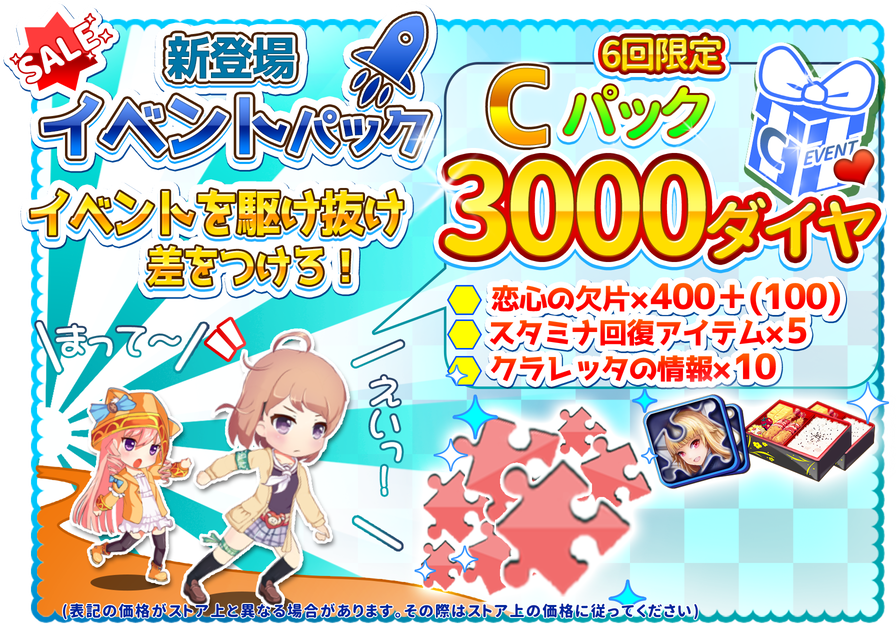 SALE
新登場
イベントパック
イベントを駆け抜け
差をつけろ！
6回限定
Cパック
3000ダイヤ
C
EVENT
恋心の欠片×400＋(100)
スタミナ回復アイテム×5
クラレッタの情報×10
まって～
えいっ！
(表記の価格がストア上と異なる場合があります。その際はストア上の価格に従ってください)